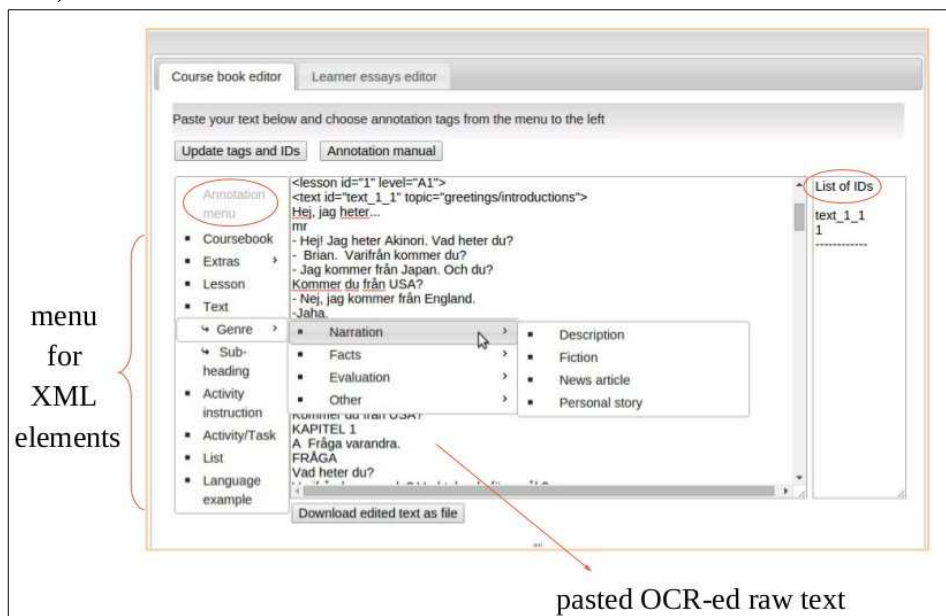 Course book editor
Learner essays editor
Paste your text below and choose annotation tags from the menu to the left
Update tags and IDs
Annotation manual
Annotation
menu
Coursebook
Extras
Lesson
Text
Genre
Sub-
heading
Activity
instruction
Activity/Task
List
Language
example
<lesson id="1" level="A1">
<text id="text_1_1" topic="greetings/introductions">
Hej, jag heter...
mr
- Hej! Jag heter Akinori. Vad heter du?
- Brian. Varifrån kommer du?
- Jag kommer från Japan. Och du?
Kommer du från USA?
- Nej, jag kommer från England.
-Jaha.
Narration
Facts
Evaluation
Other
Description
Fiction
News article
Personal story
Kommer du från USA?
KAPITEL 1
A Fråga varandra.
FRÅGA
Vad heter du?
List of IDs
text_1_1
1
------------
Download edited text as file
menu
for
XML
elements
pasted OCR-ed raw text